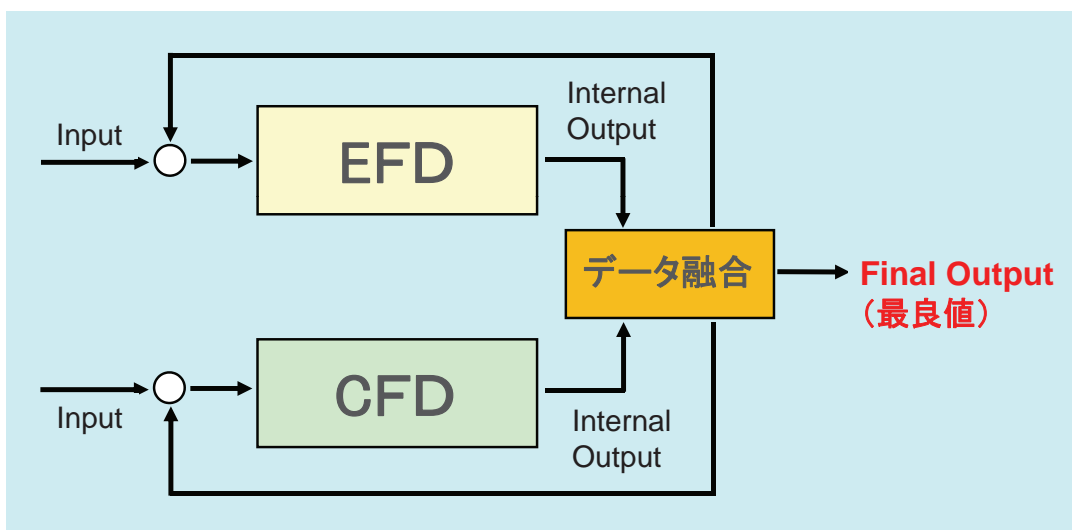 Input
EFD
Internal
Output
データ融合
Final Output
（最良値）
Input
CFD
Internal
Output